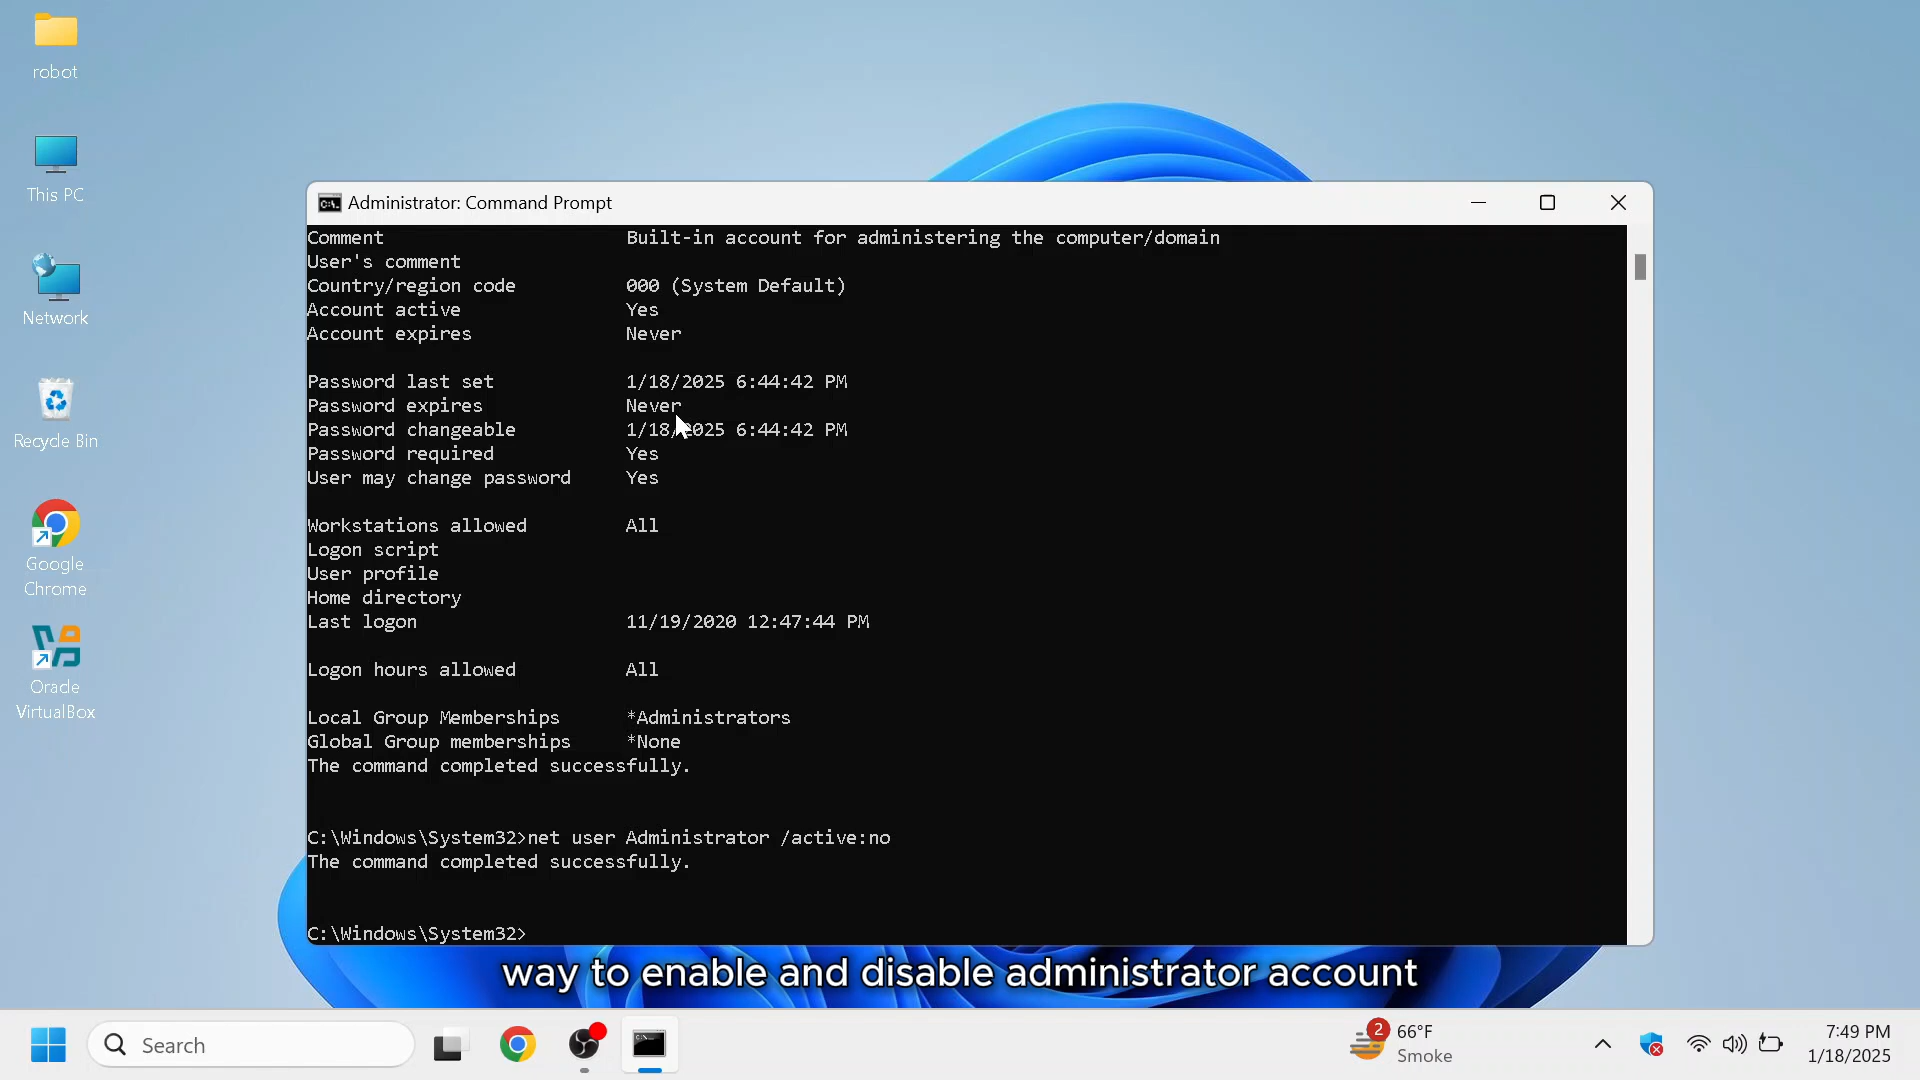 robot
This PC
Network
Recycle Bin
Google
Chrome
Oracle
VirtualBox
Administrator: Command Prompt
Comment Built-in account for administering the computer/domain
User's comment
Country/region code 000 (System Default)
Account active Yes
Account expires Never
Password last set 1/18/2025 6:44:42 PM
Password expires Never
Password changeable 1/18/2025 6:44:42 PM
Password required Yes
User may change password Yes
Workstations allowed All
Logon script
User profile
Home directory
Last logon 11/19/2020 12:47:44 PM
Logon hours allowed All
Local Group Memberships *Administrators
Global Group memberships *None
The command completed successfully.
C:\Windows\System32>net user Administrator /active:no
The command completed successfully.
C:\Windows\System32>
way to enable and disable administrator account
Search
2
66°F
Smoke
7:49 PM
1/18/2025